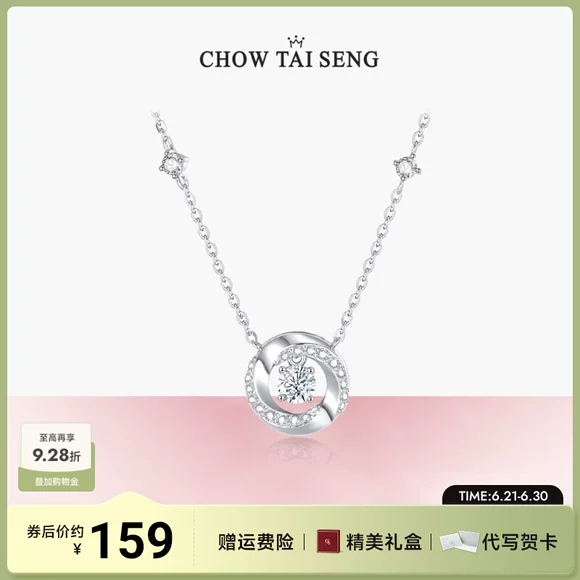 CHOW TAI SENG
至高再享
9.28折
叠加购物金
TIME:6.21-6.30
券后价约
¥159
赠运费险 | 精美礼盒 | 代写贺卡